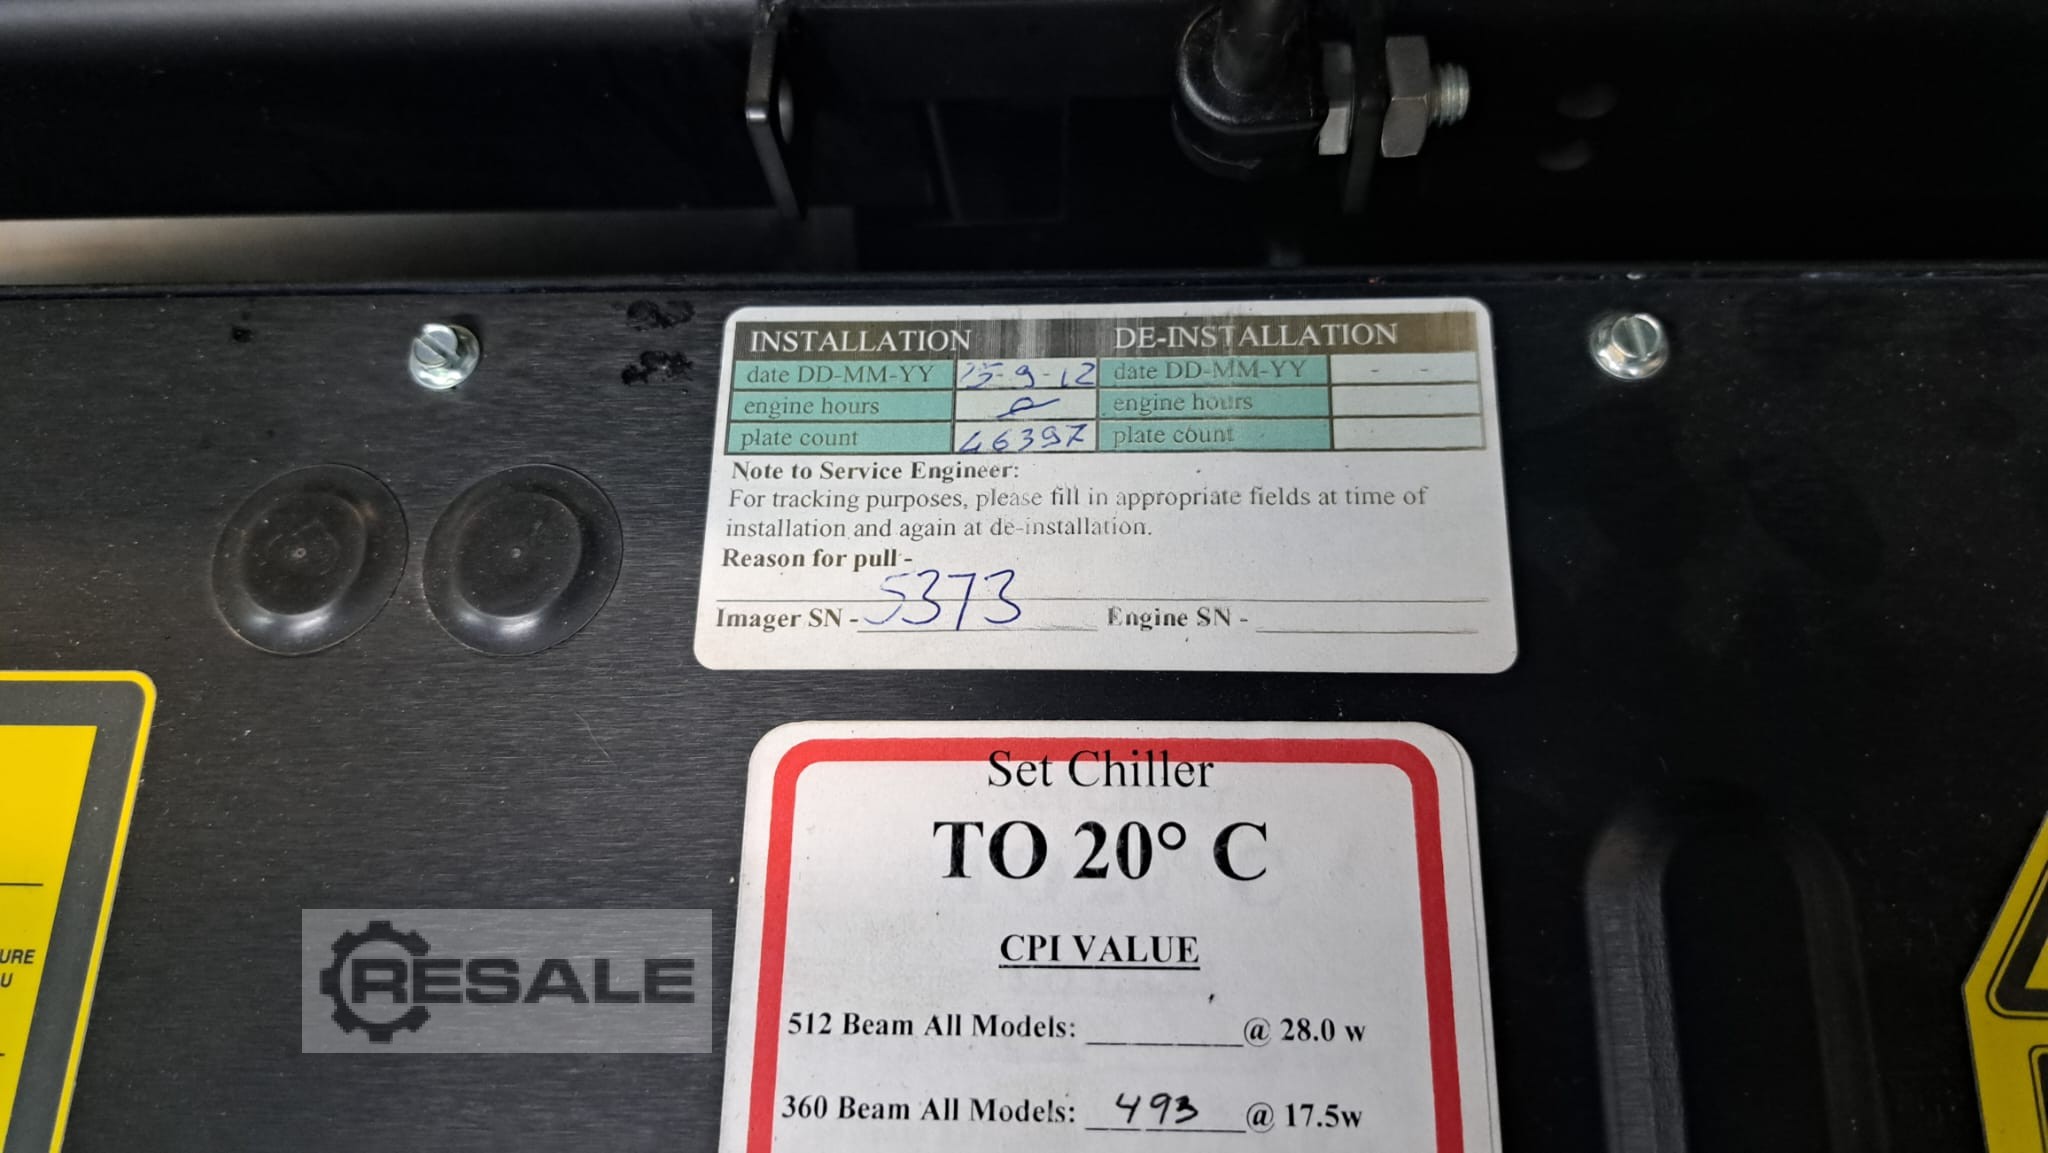 INSTALLATION DE-INSTALLATION
date DD-MM-YY 25-9-12 date DD-MM-YY - -
engine hours engine hours
plate count 46397 plate count
Note to Service Engineer:
For tracking purposes, please fill in appropriate fields at time of
installation and again at de-installation.
Reason for pull -
Imager SN - 5373 Engine SN -
Set Chiller
TO 20° C
CPI VALUE
512 Beam All Models: @ 28.0 w
360 Beam All Models: 493 @ 17.5w
URE
U
RESALE